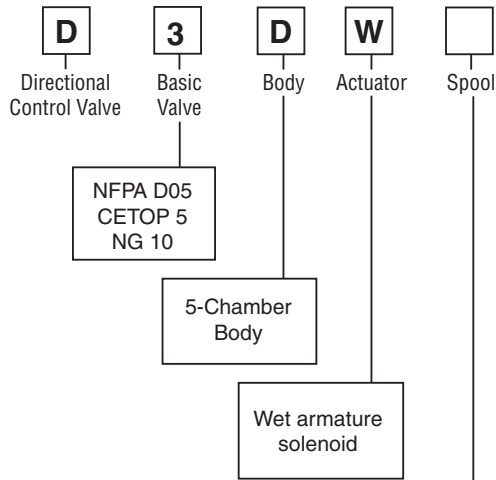 D 3 D W
Directional Control Valve
Basic Valve
Body
Actuator
Spool
NFPA D05
CETOP 5
NG 10
5-Chamber
Body
Wet armature
solenoid